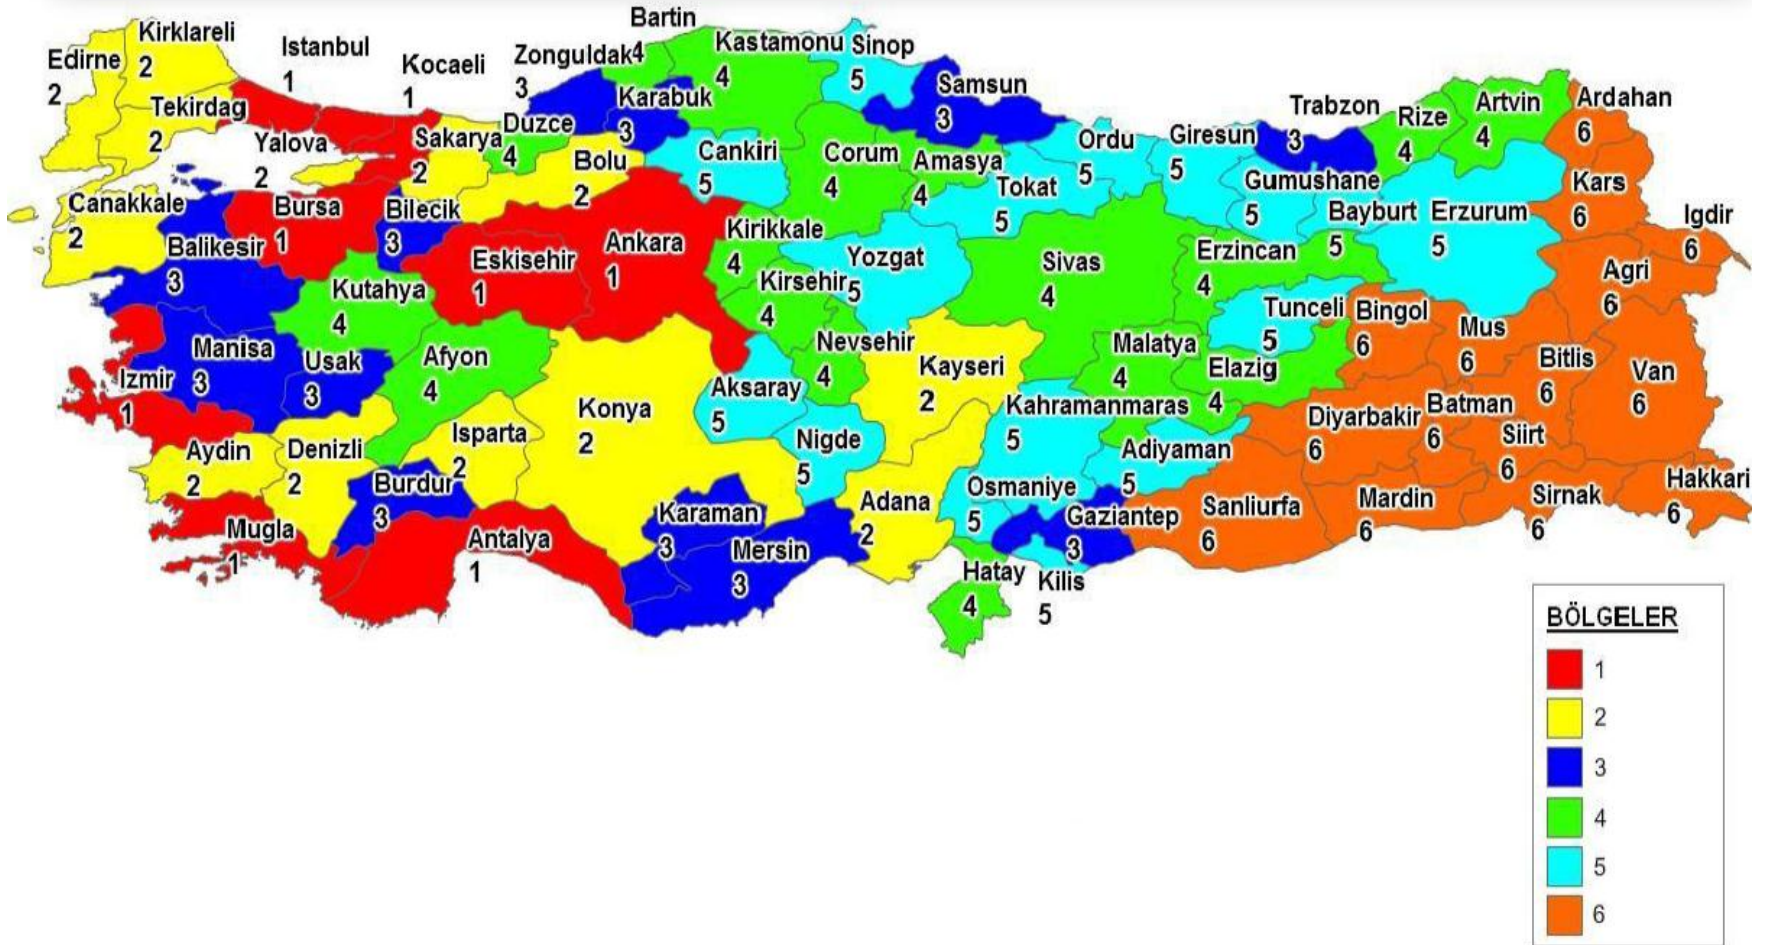 Bartin
4
Kirklareli
2
Istanbul
1
Kocaeli
1
Zonguldak
3
Kastamonu
4
Sinop
5
Edirne
2
Samsun
3
Karabuk
3
Tekirdag
2
Duzce
4
Sakarya
2
Yalova
2
Bolu
2
Cankiri
5
Corum
4
Amasya
4
Tokat
5
Ordu
5
Giresun
5
Trabzon
3
Rize
4
Artvin
4
Ardahan
6
Kars
6
Igdir
6
Canakkale
2
Balikesir
3
Bursa
1
Bilecik
3
Eskisehir
1
Ankara
1
Kirikkale
4
Kirsehir
4
Yozgat
5
Sivas
4
Gumushane
5
Bayburt
5
Erzurum
5
Erzincan
4
Agri
6
Kutahya
4
Manisa
3
Usak
3
Afyon
4
Izmir
1
Nevsehir
4
Kayseri
2
Malatya
4
Tunceli
5
Elazig
4
Bingol
6
Mus
6
Bitlis
6
Van
6
Aksaray
5
Konya
2
Nigde
5
Kahramanmaras
5
Adiyaman
5
Diyarbakir
6
Batman
6
Siirt
6
Aydin
2
Denizli
2
Isparta
2
Burdur
3
Mugla
1
Antalya
1
Karaman
3
Mersin
3
Adana
2
Osmaniye
5
Gaziantep
3
Sanliurfa
6
Mardin
6
Sirnak
6
Hakkari
6
Hatay
4
Kilis
5
BÖLGELER
1
2
3
4
5
6